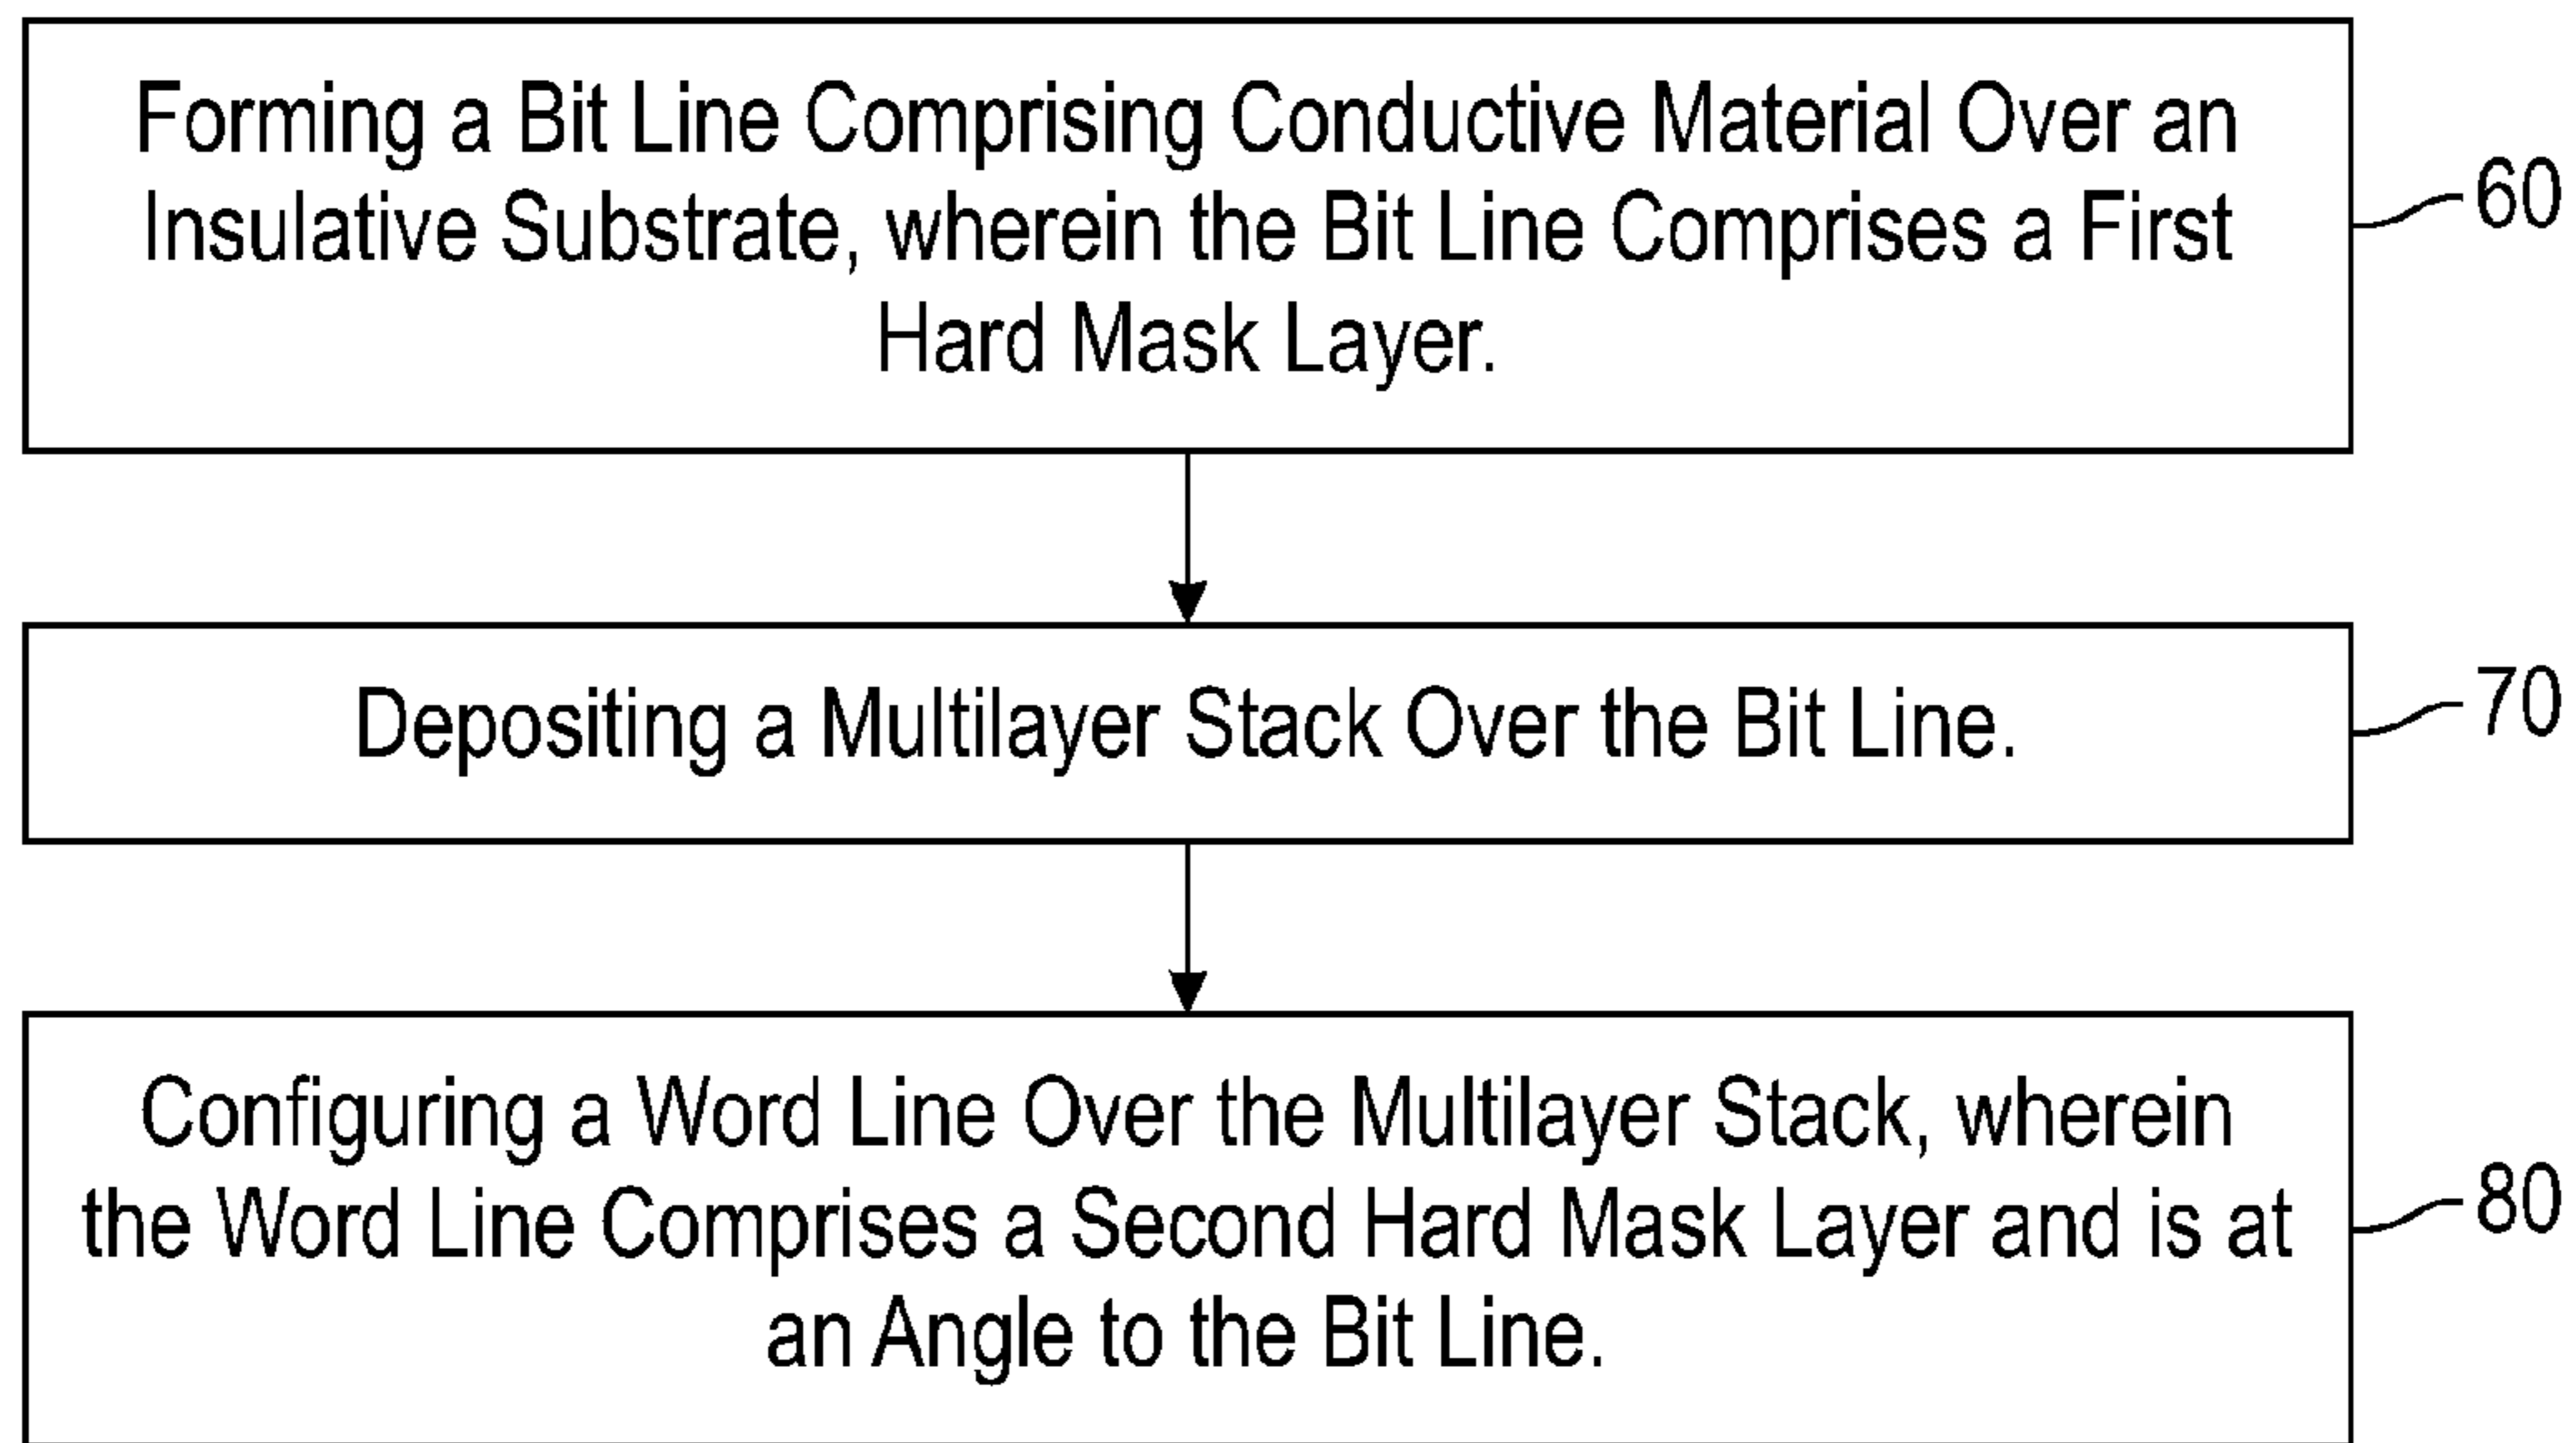 Forming a Bit Line Comprising Conductive Material Over an
Insulative Substrate, wherein the Bit Line Comprises a First
Hard Mask Layer.
60
Depositing a Multilayer Stack Over the Bit Line.
70
Configuring a Word Line Over the Multilayer Stack, wherein
the Word Line Comprises a Second Hard Mask Layer and is at
an Angle to the Bit Line.
80